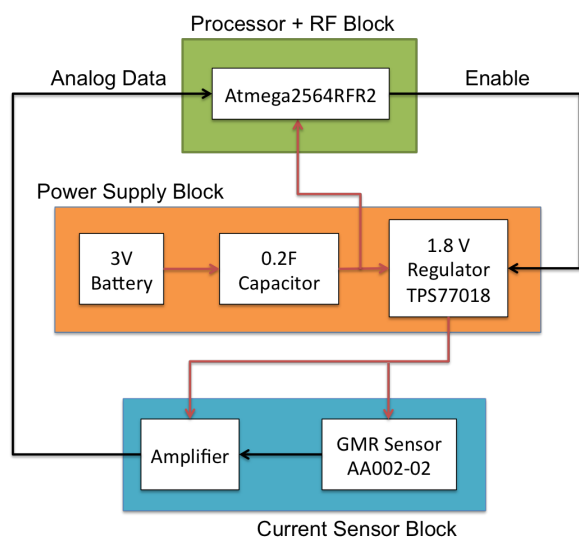 Processor + RF Block
Analog Data
Atmega2564RFR2
Enable
Power Supply Block
3V
Battery
0.2F
Capacitor
1.8 V
Regulator
TPS77018
Amplifier
GMR Sensor
AA002-02
Current Sensor Block